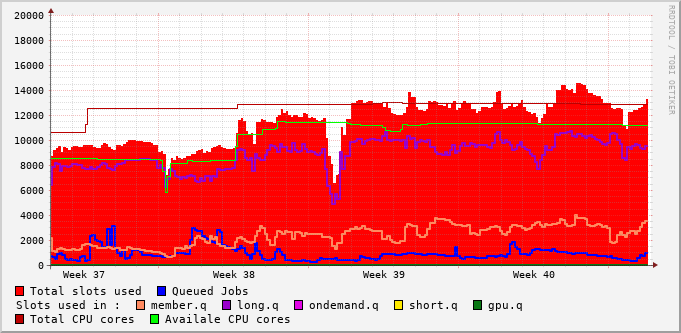 20000
18000
16000
14000
12000
10000
8000
6000
4000
2000
0
Week 37 Week 38 Week 39 Week 40
Total slots used Queued Jobs
Slots used in : member.q long.q ondemand.q short.q gpu.q
Total CPU cores Availale CPU cores
RRDTOOL / TOBI OETIKER